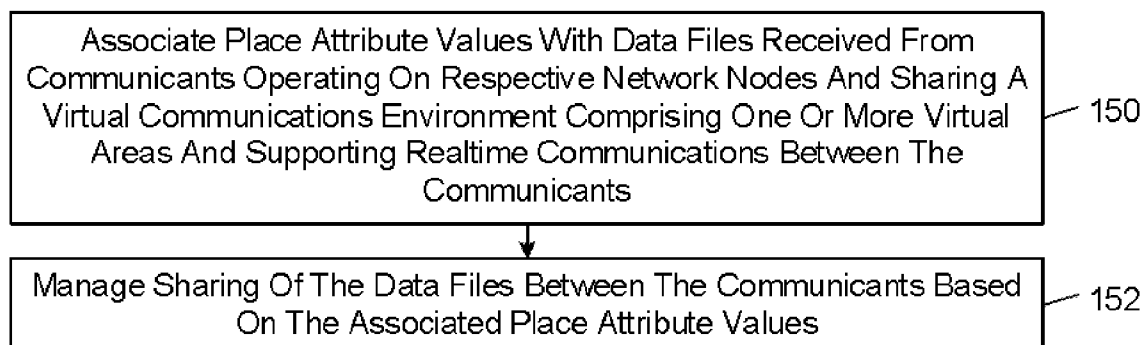 Associate Place Attribute Values With Data Files Received From
Communicants Operating On Respective Network Nodes And Sharing A
Virtual Communications Environment Comprising One Or More Virtual
Areas And Supporting Realtime Communications Between The
Communicants
150
Manage Sharing Of The Data Files Between The Communicants Based
On The Associated Place Attribute Values
152